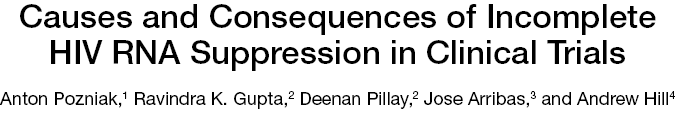 Causes and Consequences of Incomplete
HIV RNA Suppression in Clinical Trials
Anton Pozniak,¹ Ravindra K. Gupta,² Deenan Pillay,² Jose Arribas,³ and Andrew Hill⁴